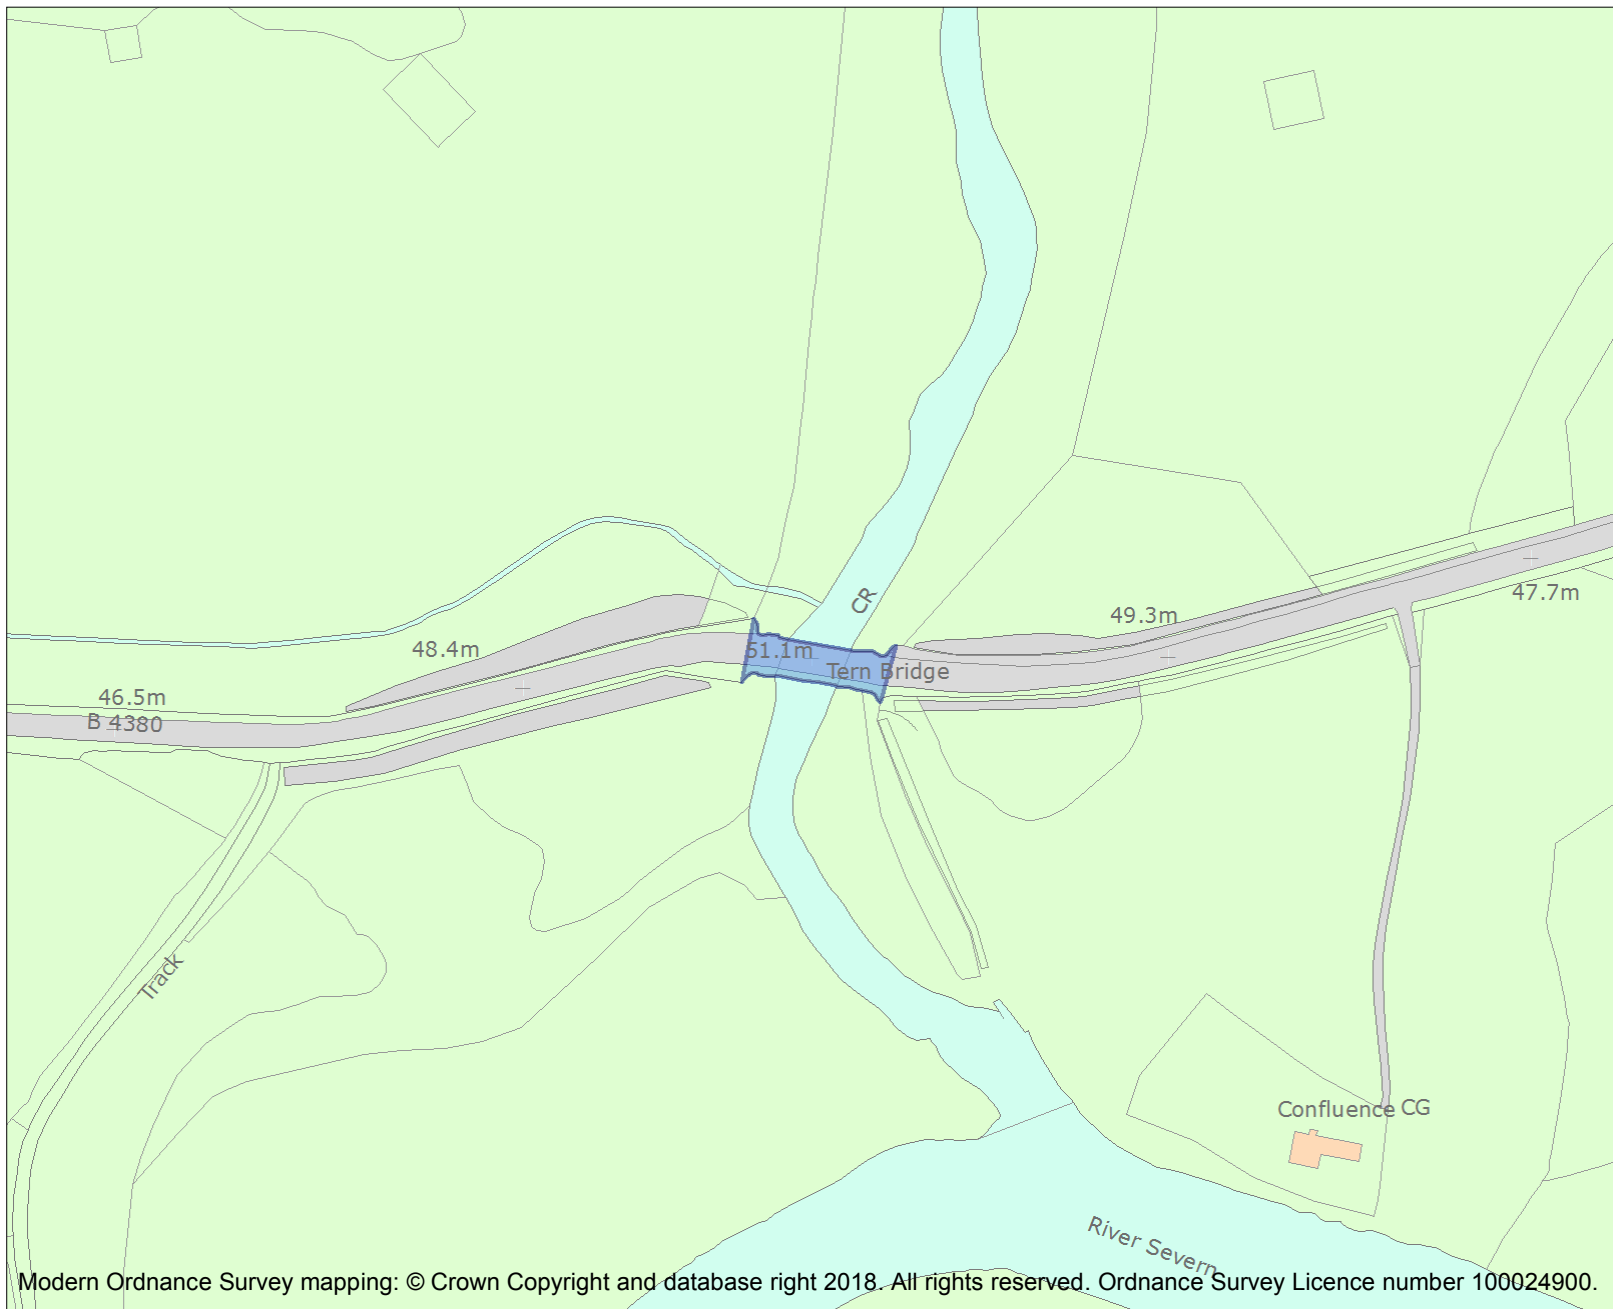 CR
47.7m
49.3m
48.4m
51.1m
Tern Bridge
46.5m
B 4380
Track
Confluence CG
River Severn
Modern Ordnance Survey mapping: © Crown Copyright and database right 2018. All rights reserved. Ordnance Survey Licence number 100024900.